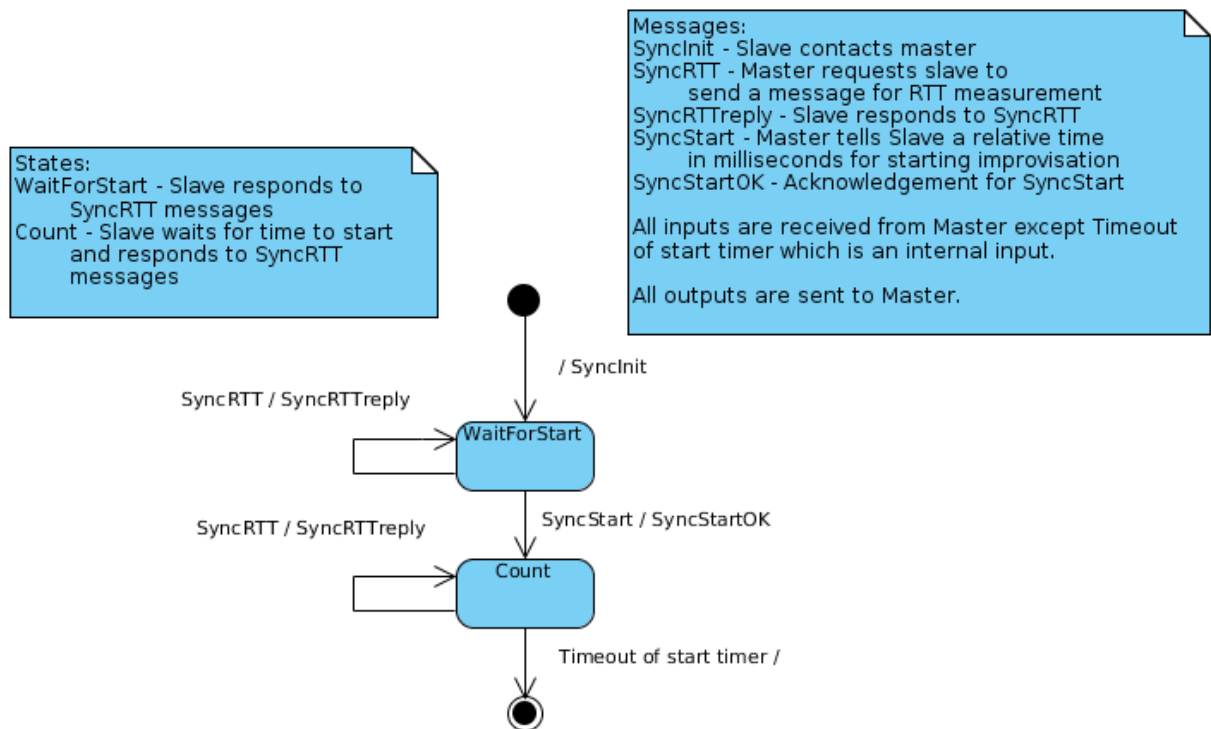 Messages:
SyncInit - Slave contacts master
SyncRTT - Master requests slave to
send a message for RTT measurement
SyncRTTreply - Slave responds to SyncRTT
SyncStart - Master tells Slave a relative time
in milliseconds for starting improvisation
SyncStartOK - Acknowledgement for SyncStart
All inputs are received from Master except Timeout
of start timer which is an internal input.
All outputs are sent to Master.
States:
WaitForStart - Slave responds to
SyncRTT messages
Count - Slave waits for time to start
and responds to SyncRTT
messages
/ SyncInit
SyncRTT / SyncRTTreply
WaitForStart
SyncStart / SyncStartOK
SyncRTT / SyncRTTreply
Count
Timeout of start timer /